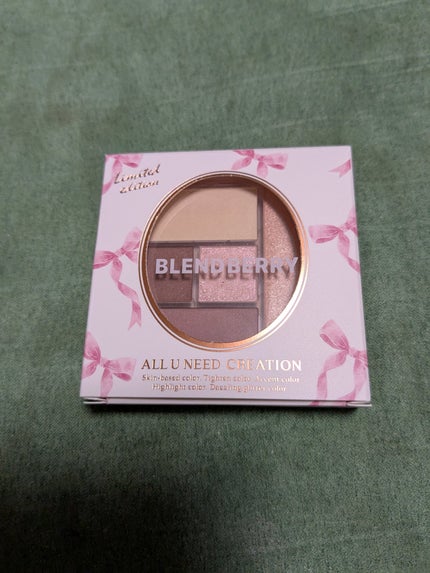 Limited
edition
BLENDBERRY
ALL U NEED CREATION
Skin-based color. Tighten color. Accent color
Highlight color. Dazzling glitter color